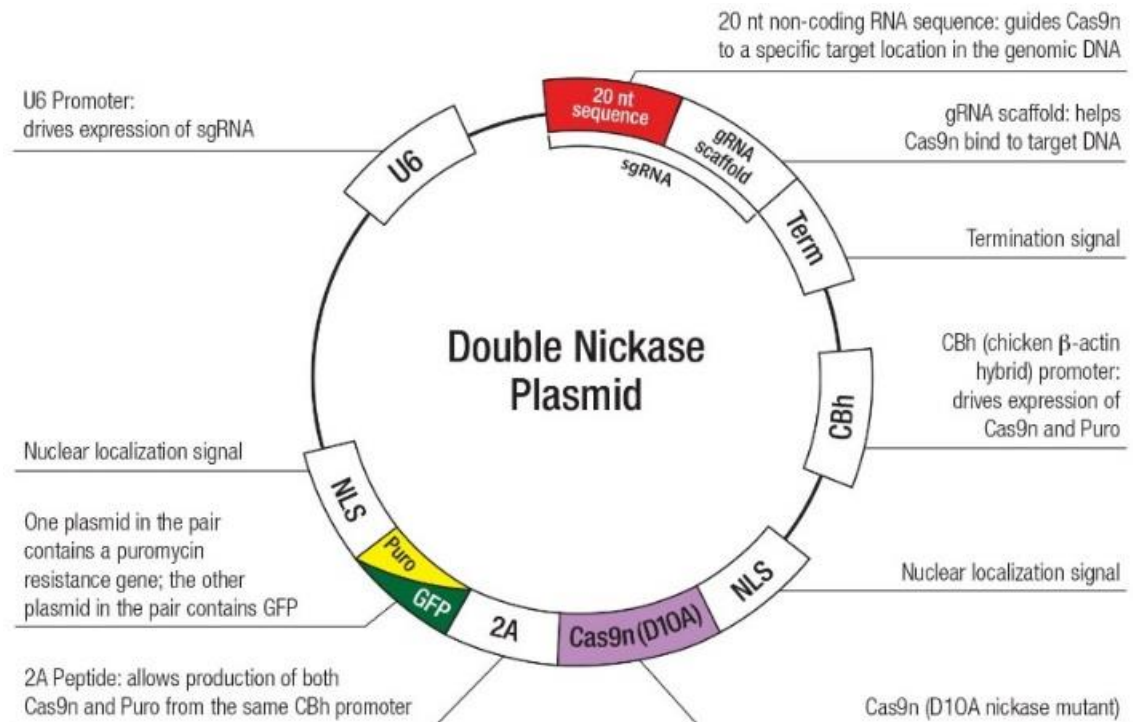 20 nt non-coding RNA sequence: guides Cas9n
to a specific target location in the genomic DNA
U6 Promoter:
drives expression of sgRNA
gRNA scaffold: helps
Cas9n bind to target DNA
20 nt
sequence
gRNA
scaffold
sgRNA
U6
Term
Termination signal
Double Nickase
Plasmid
CBh (chicken β-actin
hybrid) promoter:
drives expression of
Cas9n and Puro
CBh
Nuclear localization signal
NLS
One plasmid in the pair
contains a puromycin
resistance gene; the other
plasmid in the pair contains GFP
Puro
GFP
2A
Cas9n (D10A)
NLS
Nuclear localization signal
2A Peptide: allows production of both
Cas9n and Puro from the same CBh promoter
Cas9n (D10A nickase mutant)